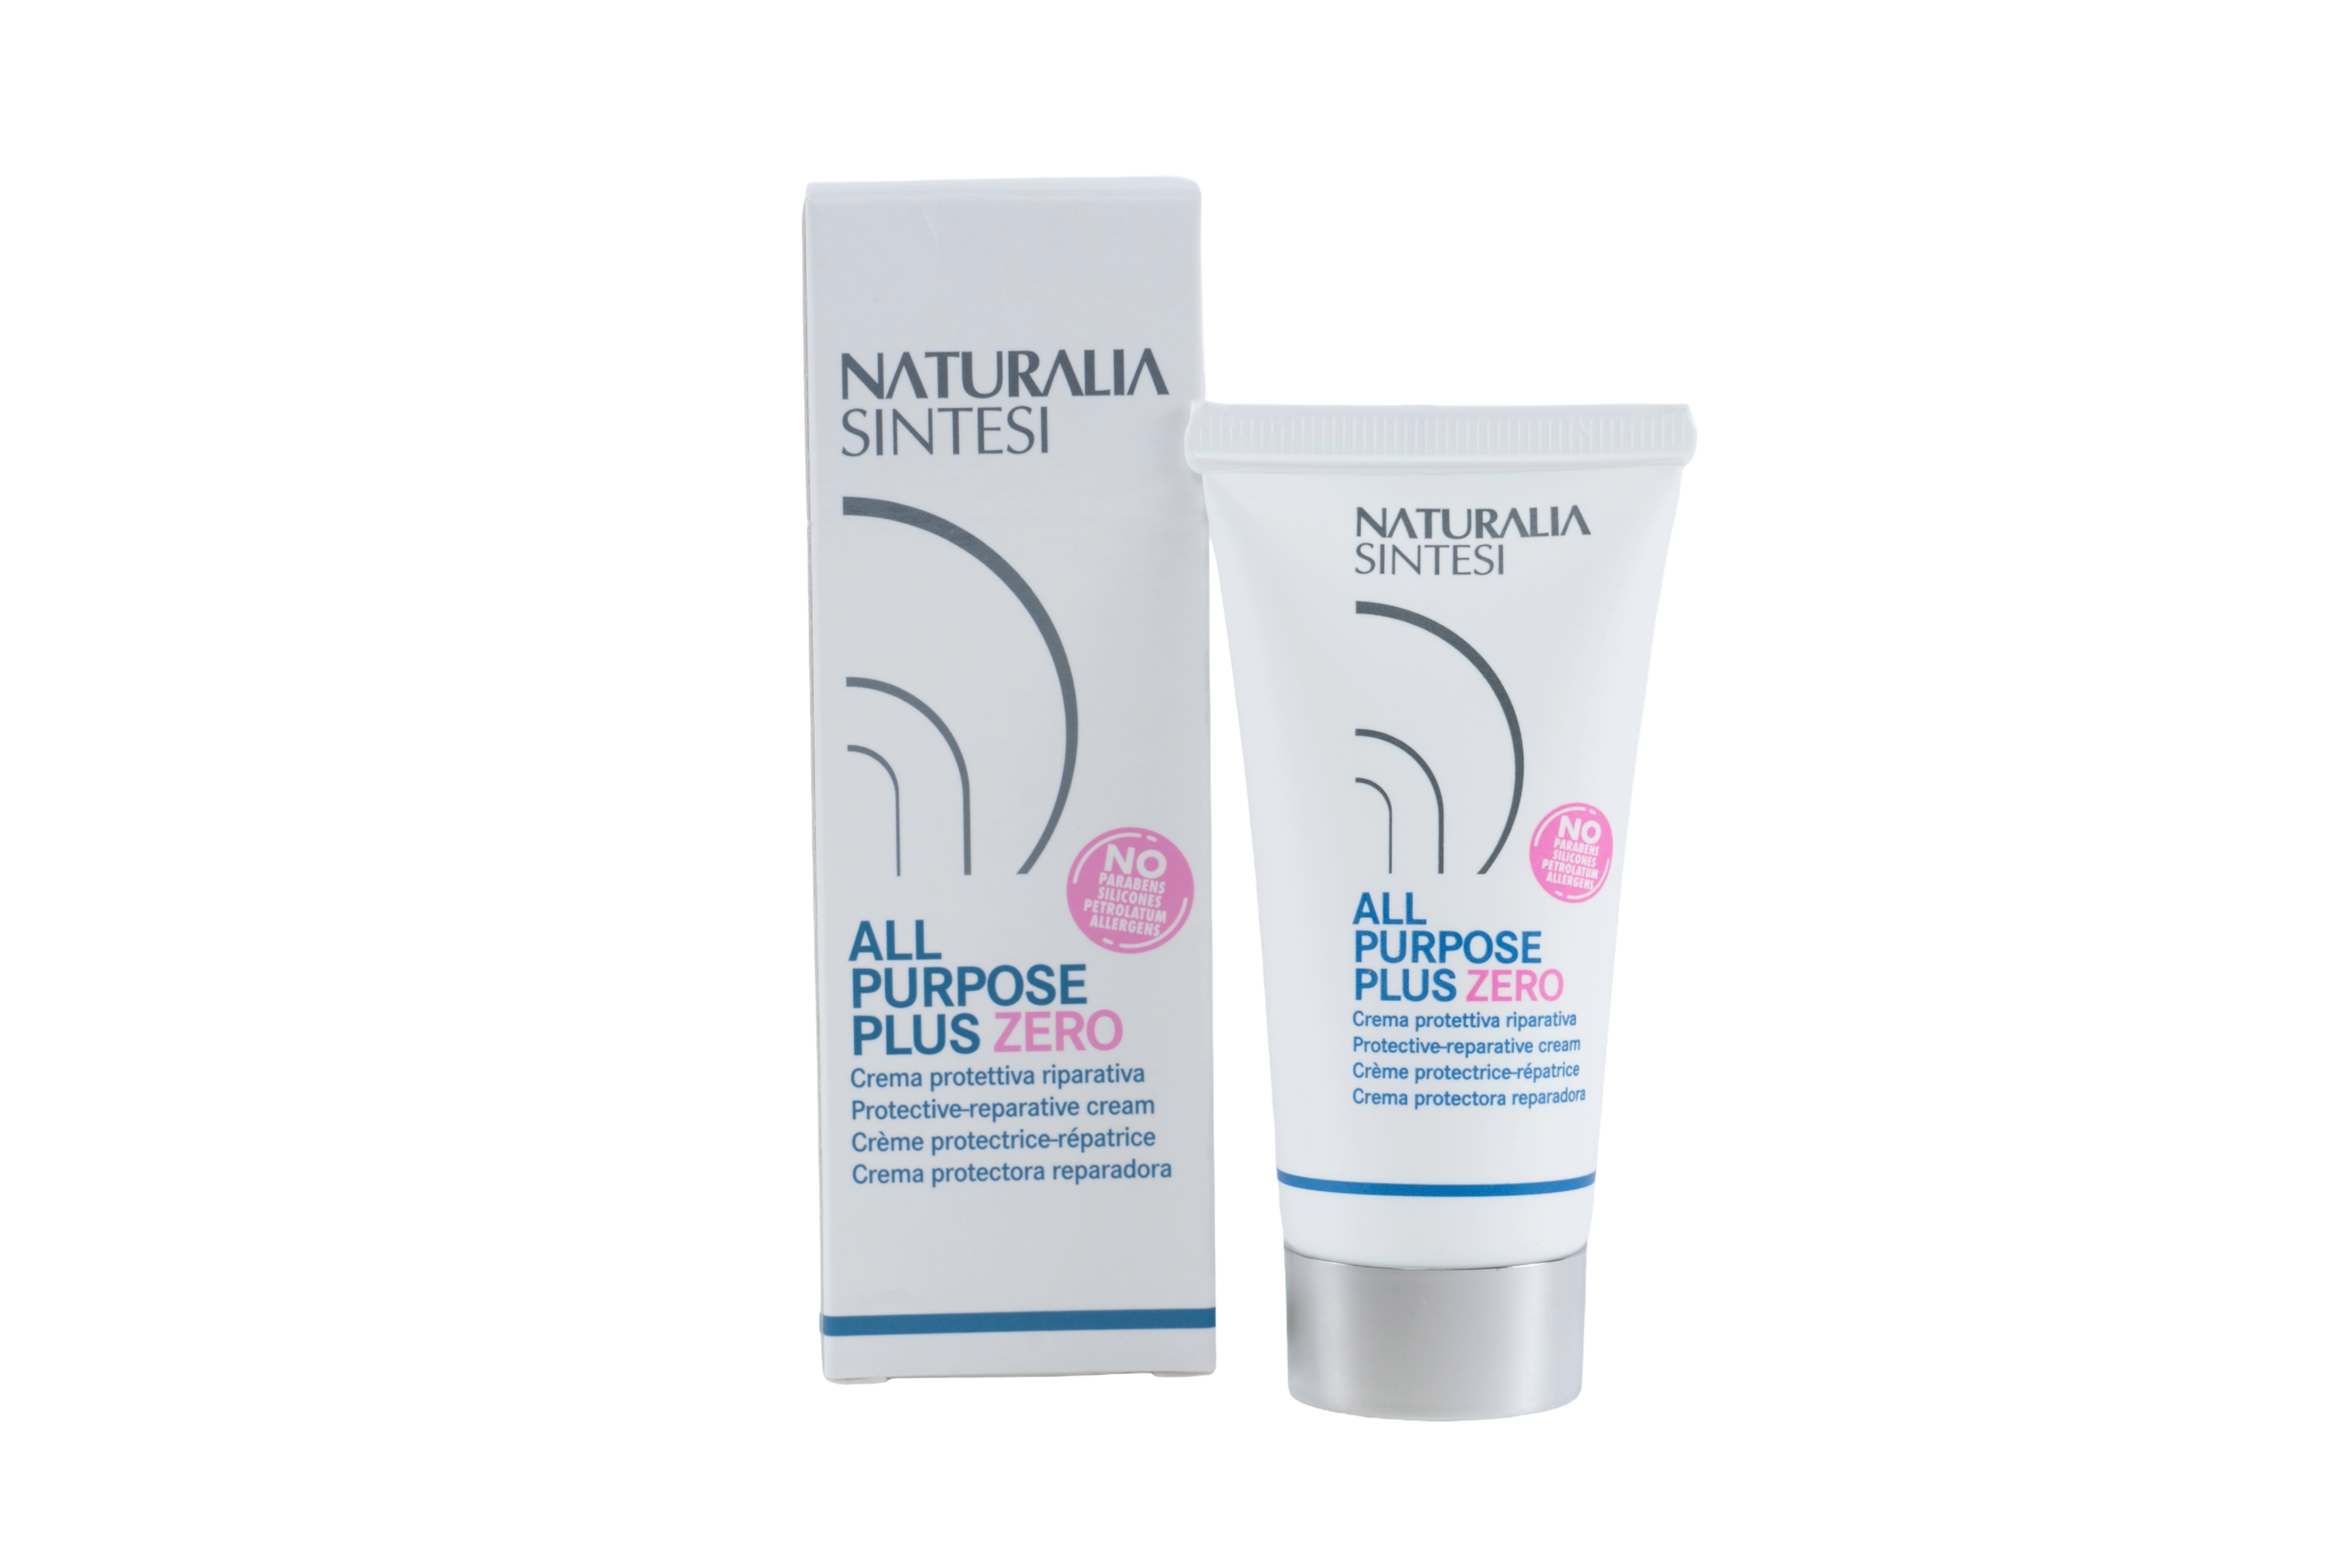 NATURALIA
SINTESI
NO
PARABENS
SILICONES
PETROLATUM
ALLERGENS
ALL
PURPOSE
PLUS ZERO
Crema protettiva riparativa
Protective-reparative cream
Crème protectrice-répatrice
Crema protectora reparadora
NATURALIA
SINTESI
NO
PARABENS
SILICONES
PETROLATUM
ALLERGENS
ALL
PURPOSE
PLUS ZERO
Crema protettiva riparativa
Protective-reparative cream
Crème protectrice-répatrice
Crema protectora reparadora